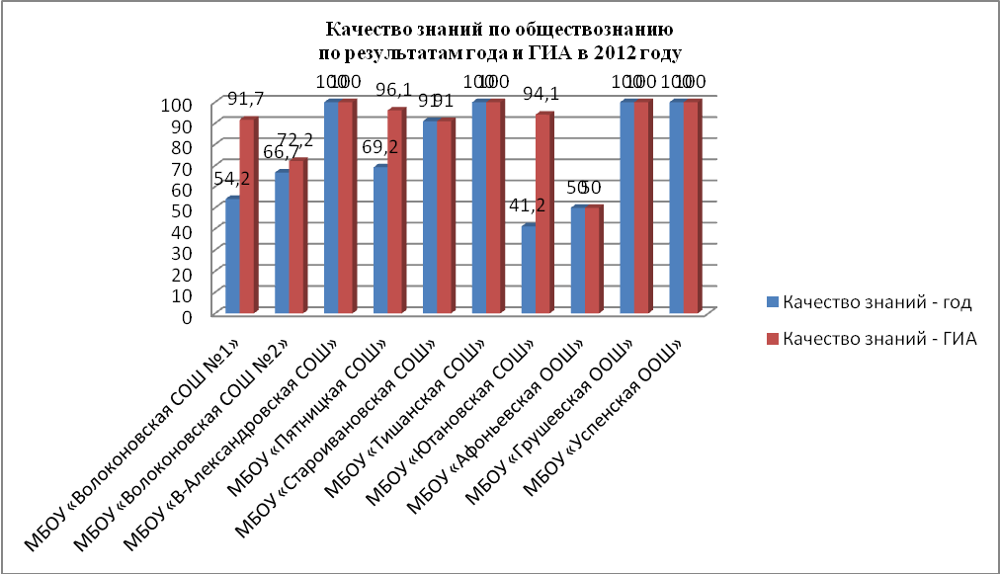 Качество знаний по обществознанию
по результатам года и ГИА в 2012 году
100
90
80
70
60
50
40
30
20
10
0
54,2
91,7
66,7
72,2
100
100
69,2
96,1
91
91
100
100
41,2
94,1
50
50
100
100
100
100
МБОУ «Волоконовская СОШ №1»
МБОУ «Волоконовская СОШ №2»
МБОУ «В-Александровская СОШ»
МБОУ «Пятницкая СОШ»
МБОУ «Староивановская СОШ»
МБОУ «Тишанская СОШ»
МБОУ «Ютановская СОШ»
МБОУ «Афоньевская ООШ»
МБОУ «Грушевская ООШ»
МБОУ «Успенская ООШ»
Качество знаний - год
Качество знаний - ГИА